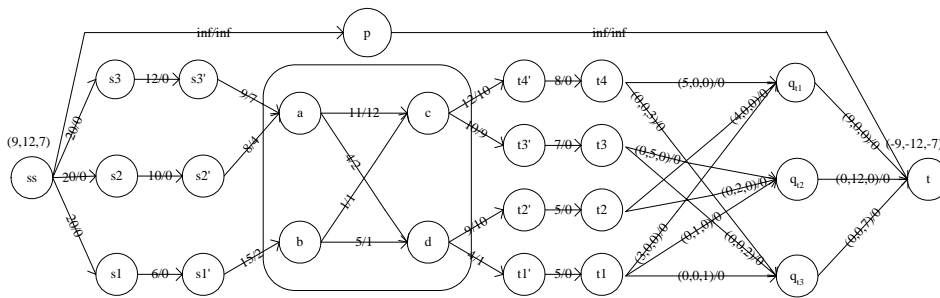 inf/inf
p
inf/inf
s3
12/0
s3'
9/7
20/0
(9,12,7)
ss
20/0
s2
10/0
s2'
8/4
20/0
s1
6/0
s1'
15/2
a
11/12
c
4/2
1/1
b
5/1
d
12/10
t4'
8/0
t4
(5,0,0)/0
q_t1
10/9
t3'
7/0
t3
(0,0,3)/0
(4,0,0)/0
(0,5,0)/0
(9,0,0)/0
(-9,-12,-7)
q_t2
(0,12,0)/0
t
9/10
t2'
5/0
t2
(0,2,0)/0
(0,1,0)/0
(0,0,2)/0
(0,0,7)/0
4/1
t1'
5/0
t1
(0,0,1)/0
q_t3